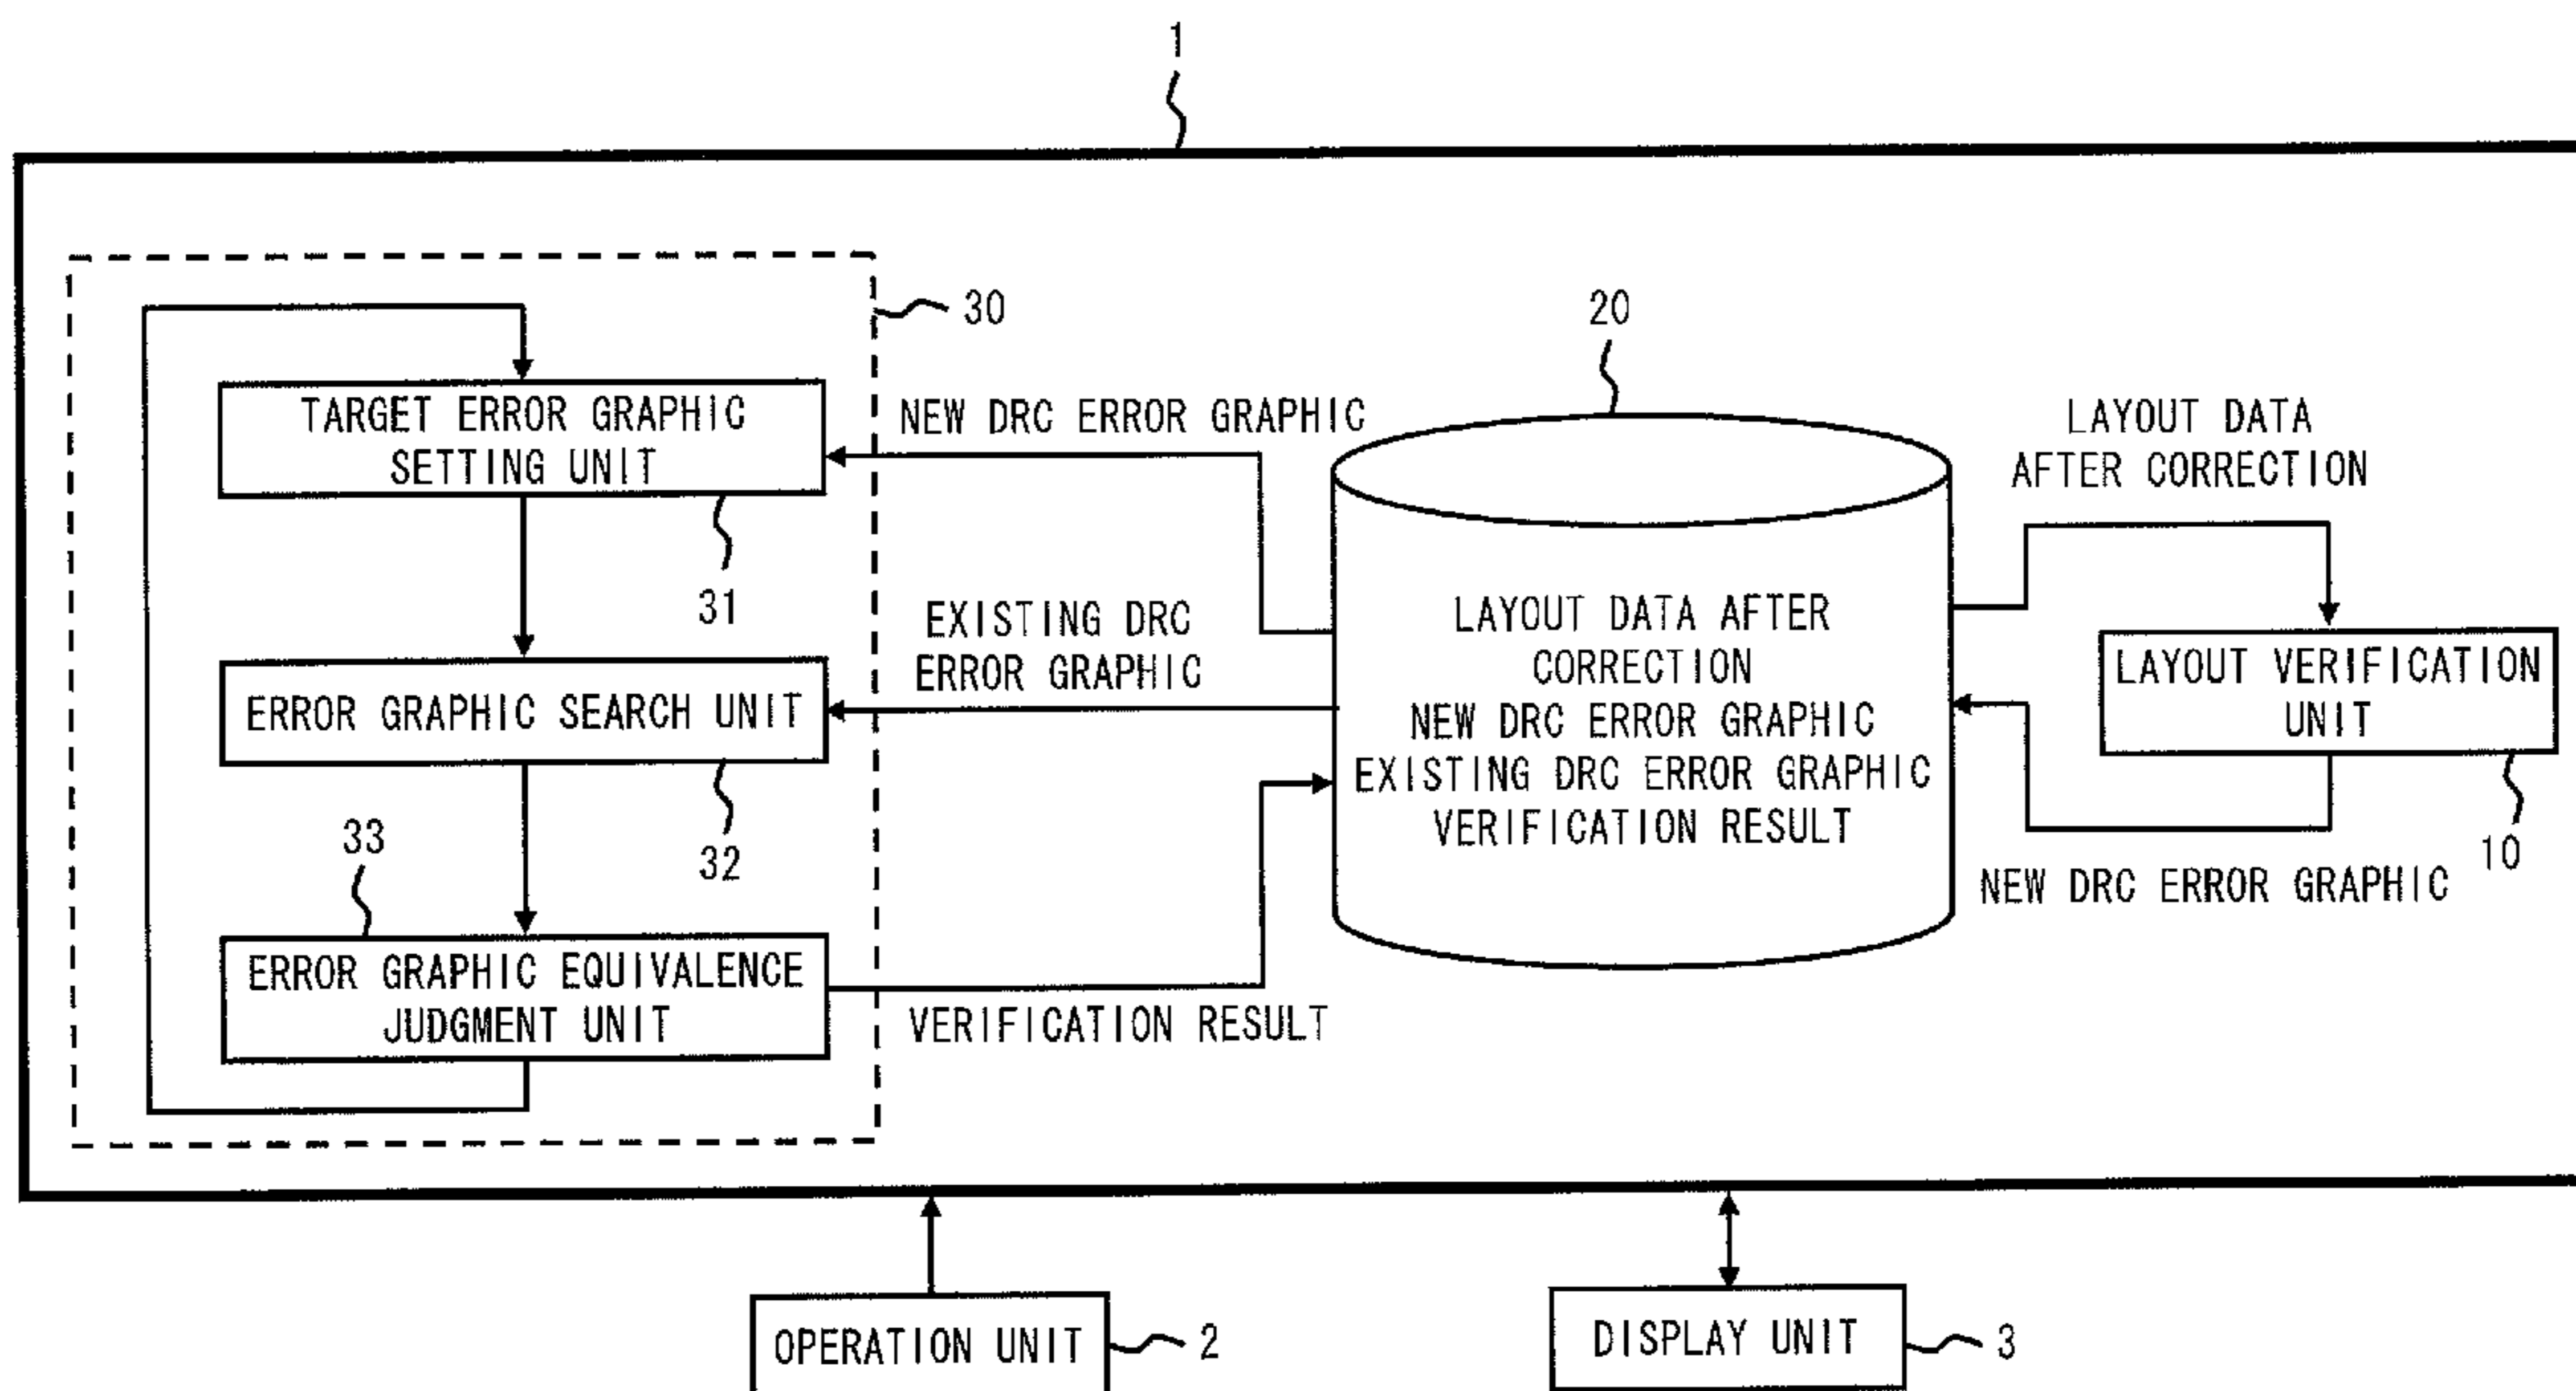 1
30
20
TARGET ERROR GRAPHIC
SETTING UNIT
31
NEW DRC ERROR GRAPHIC
LAYOUT DATA
AFTER CORRECTION
EXISTING DRC
ERROR GRAPHIC
ERROR GRAPHIC SEARCH UNIT
32
LAYOUT DATA AFTER
CORRECTION
NEW DRC ERROR GRAPHIC
EXISTING DRC ERROR GRAPHIC
VERIFICATION RESULT
LAYOUT VERIFICATION
UNIT
10
NEW DRC ERROR GRAPHIC
33
ERROR GRAPHIC EQUIVALENCE
JUDGMENT UNIT
VERIFICATION RESULT
OPERATION UNIT
2
DISPLAY UNIT
3